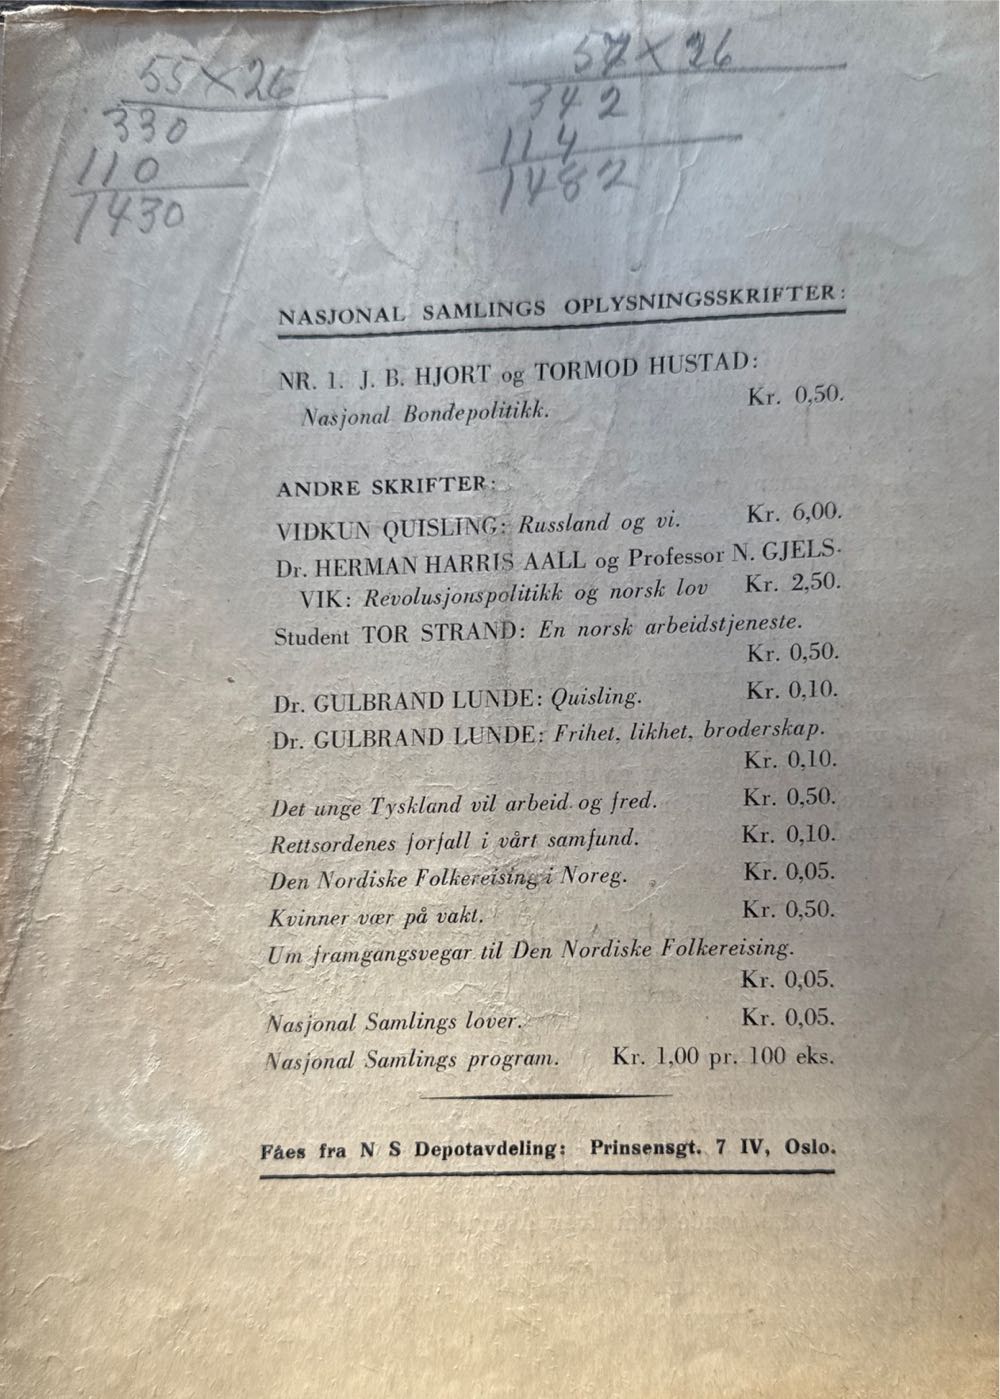 55 × 26
330
110
1430
57 × 26
342
114
1482
NASJONAL SAMLINGS OPLYSNINGSSKRIFTER:
NR. 1. J. B. HJORT og TORMOD HUSTAD:
Nasjonal Bondepolitikk. Kr. 0,50.
ANDRE SKRIFTER:
VIDKUN QUISLING: Russland og vi. Kr. 6,00.
Dr. HERMAN HARRIS AALL og Professor N. GJELS-
VIK: Revolusjonspolitikk og norsk lov Kr. 2,50.
Student TOR STRAND: En norsk arbeidstjeneste.
Kr. 0,50.
Dr. GULBRAND LUNDE: Quisling. Kr. 0,10.
Dr. GULBRAND LUNDE: Frihet, likhet, broderskap.
Kr. 0,10.
Det unge Tyskland vil arbeid og fred. Kr. 0,50.
Rettsordenes forfall i vårt samfund. Kr. 0,10.
Den Nordiske Folkereising i Noreg. Kr. 0,05.
Kvinner vær på vakt. Kr. 0,50.
Um framgangsvegar til Den Nordiske Folkereising.
Kr. 0,05.
Nasjonal Samlings lover. Kr. 0,05.
Nasjonal Samlings program. Kr. 1,00 pr. 100 eks.
Fåes fra N S Depotavdeling: Prinsensgt. 7 IV, Oslo.